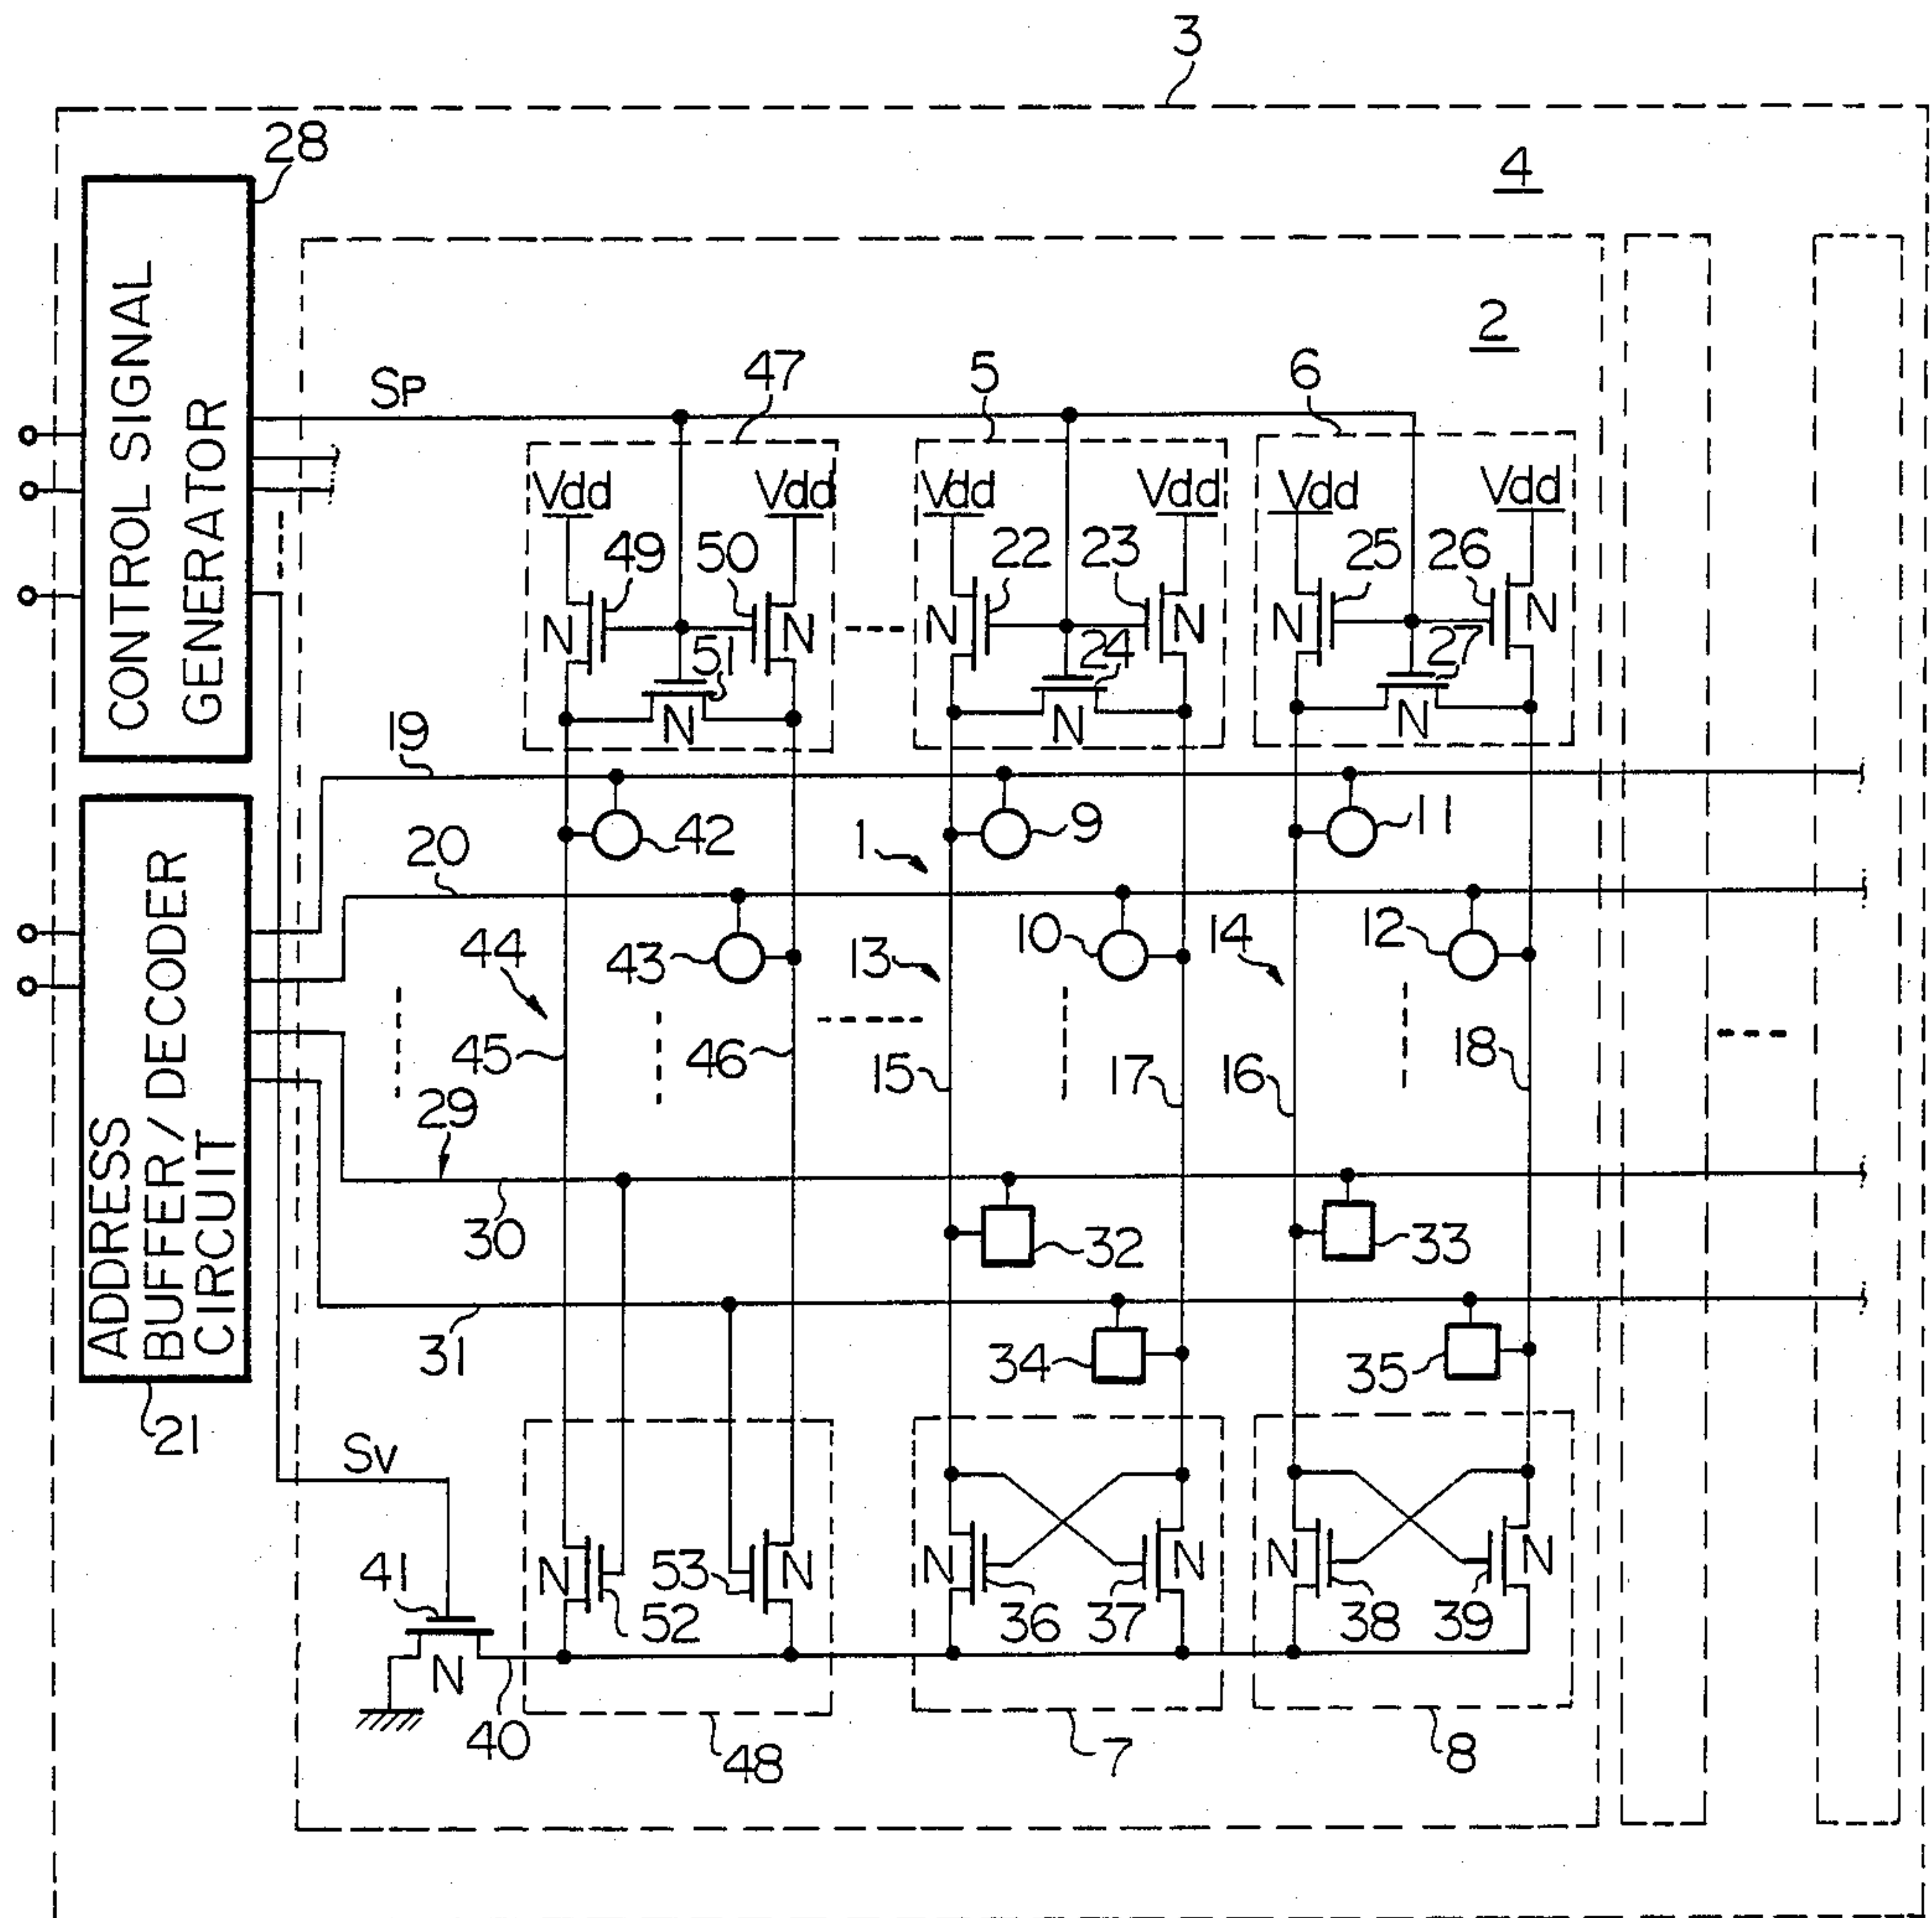 3
28
4
CONTROL SIGNAL
GENERATOR
2
SP
47
5
6
Vdd
Vdd
Vdd
Vdd
Vdd
Vdd
49
50
22
23
25
26
N
N
N
N
N
N
51
24
27
N
N
N
19
42
9
11
1
20
43
10
12
44
13
14
45
46
15
17
16
18
29
ADDRESS
BUFFER/DECODER
CIRCUIT
30
32
33
31
34
35
21
SV
41
N
N
53
N
N
N
N
52
36
37
38
39
N
40
48
7
8